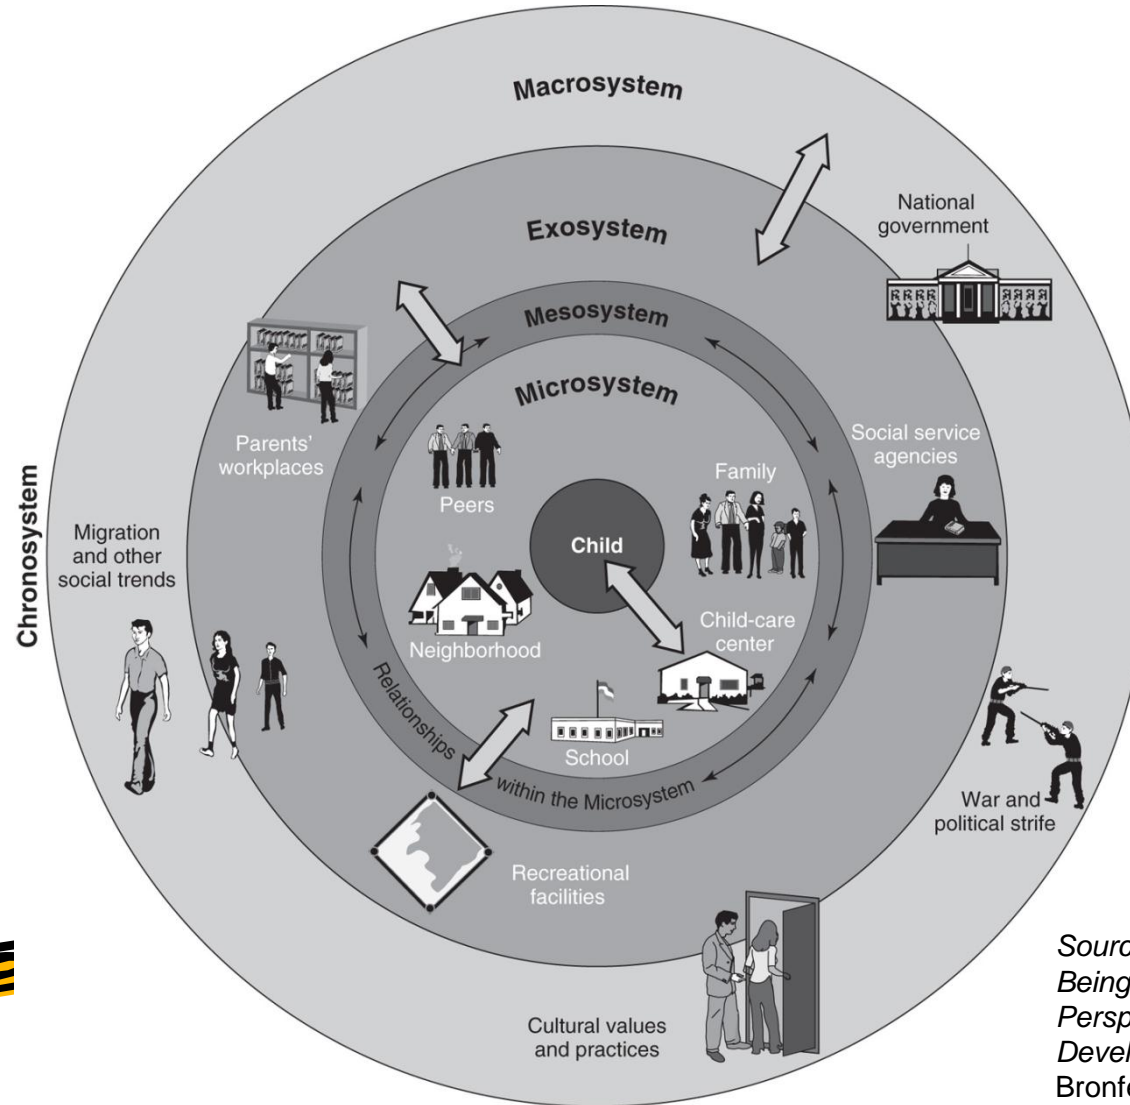 Macrosystem
National
government
Exosystem
Mesosystem
Microsystem
Parents'
workplaces
Peers
Family
Social service
agencies
Child
Chronosystem
Migration
and other
social trends
Neighborhood
Child-care
center
School
Relationships
within the Microsystem
War and
political strife
Recreational
facilities
Cultural values
and practices
Being